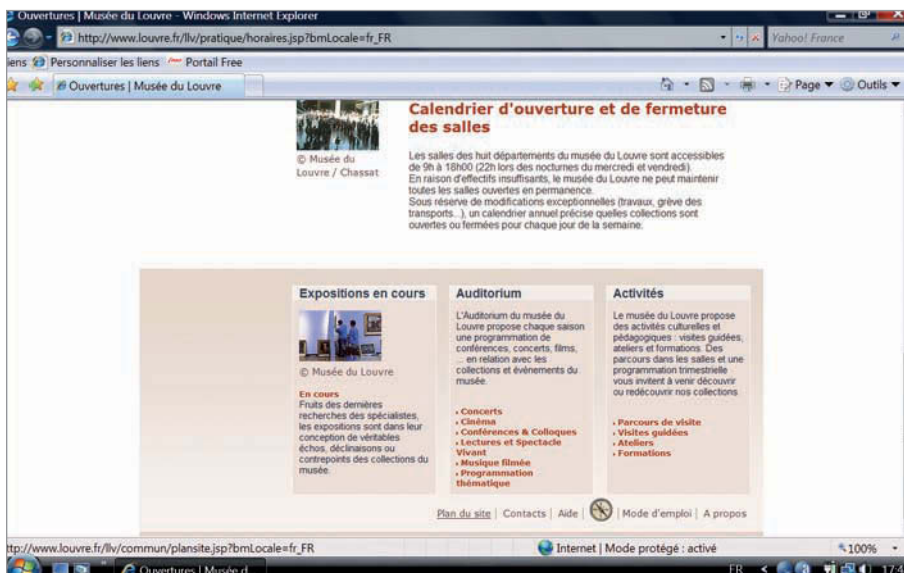 Ouvertures | Musée du Louvre - Windows Internet Explorer
http://www.louvre.fr/llv/pratique/horaires.jsp?bmLocale=fr_FR
Yahoo! France
iens Personnaliser les liens Portail Free
Ouvertures | Musée du Louvre
Page
Outils
© Musée du
Louvre / Chassat
Calendrier d'ouverture et de fermeture
des salles
Les salles des huit départements du musée du Louvre sont accessibles
de 9h à 18h00 (22h lors des nocturnes du mercredi et vendredi).
En raison d'effectifs insuffisants, le musée du Louvre ne peut maintenir
toutes les salles ouvertes en permanence.
Sous réserve de modifications exceptionnelles (travaux, grève des
transports...), un calendrier annuel précise quelles collections sont
ouvertes ou fermées pour chaque jour de la semaine.
Expositions en cours
© Musée du Louvre
En cours
Fruits des dernières
recherches des spécialistes,
les expositions sont dans leur
conception de véritables
échos, déclinaisons ou
contrepoints des collections du
musée.
Auditorium
L'Auditorium du musée du
Louvre propose chaque saison
une programmation de
conférences, concerts, films,
... en relation avec les
collections et évènements du
musée.
Concerts
Cinéma
Conférences & Colloques
Lectures et Spectacle
Vivant
Musique filmée
Programmation
thématique
Activités
Le musée du Louvre propose
des activités culturelles et
pédagogiques : visites guidées,
ateliers et formations. Des
parcours dans les salles et une
programmation trimestrielle
vous invitent à venir découvrir
ou redécouvrir nos collections.
Parcours de visite
Visites guidées
Ateliers
Formations
Plan du site | Contacts | Aide | Mode d'emploi | A propos
ttp://www.louvre.fr/llv/commun/plansite.jsp?bmLocale=fr_FR
Internet | Mode protégé : activé
100%
Ouvertures | Musée d...
FR
17:4